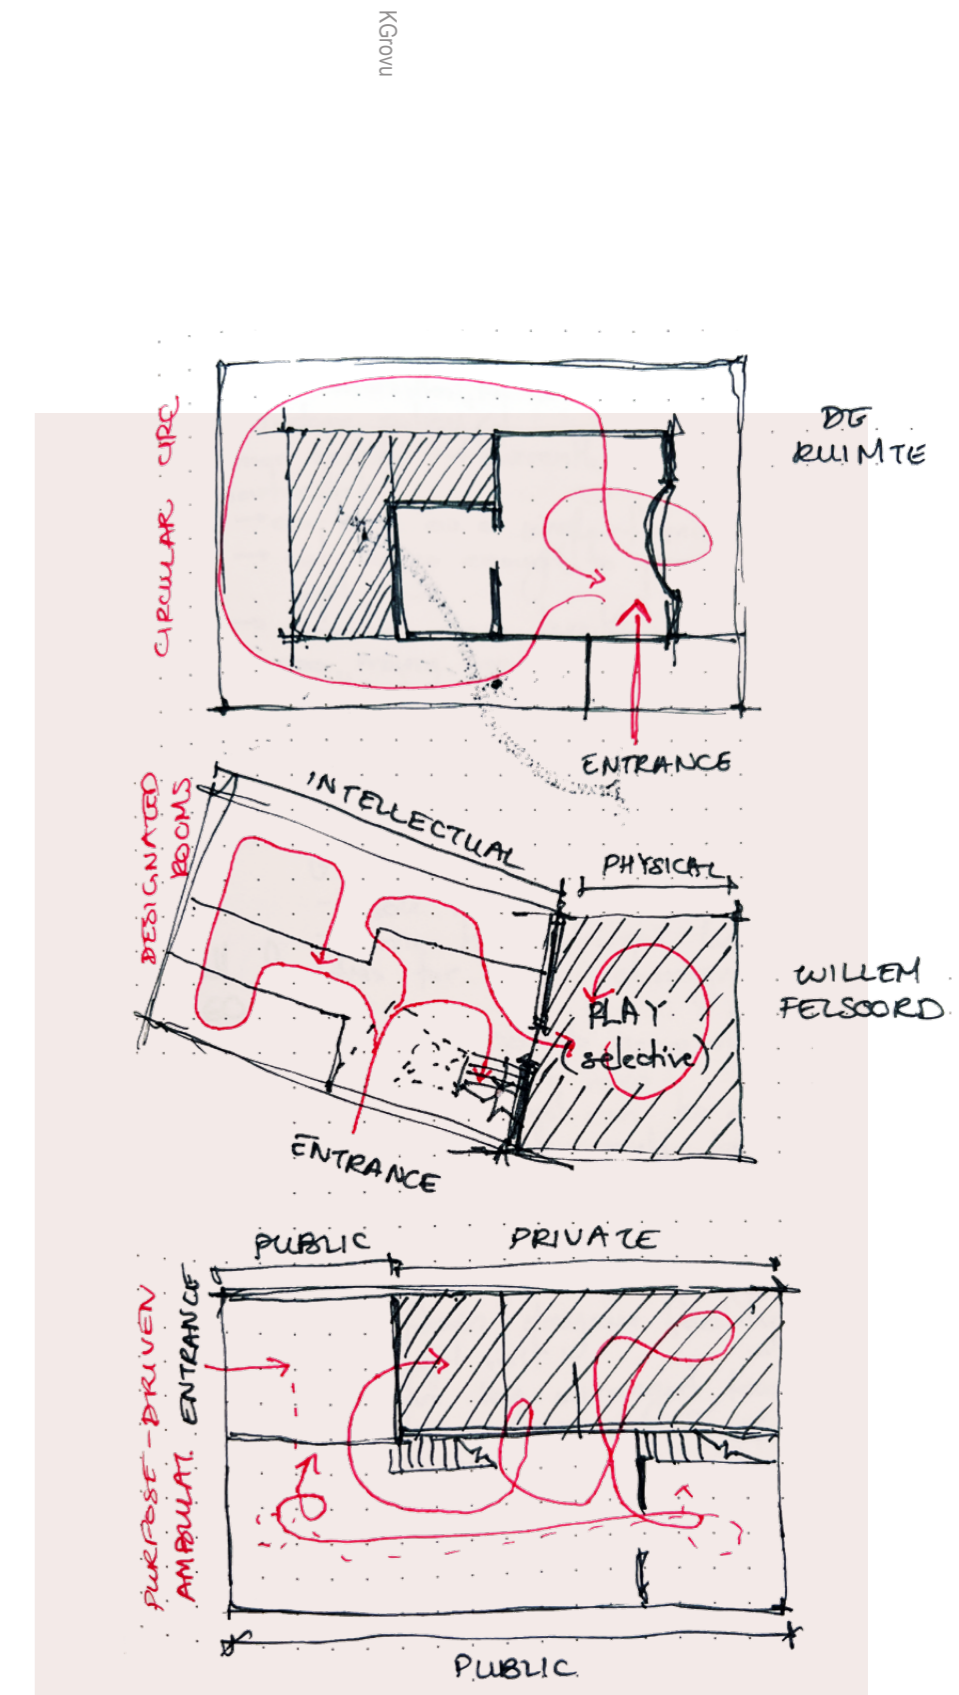 KGrovu
CIRCULAR CIRC
DE
RUIMTE
ENTRANCE
DESIGNATED
ROOMS
INTELLECTUAL
PHYSICAL
PLAY
(selective)
WILLEM
FELSOORD
ENTRANCE
PUBLIC
PRIVATE
PURPOSE-DRIVEN
AMBULAT.
ENTRANCE
PUBLIC